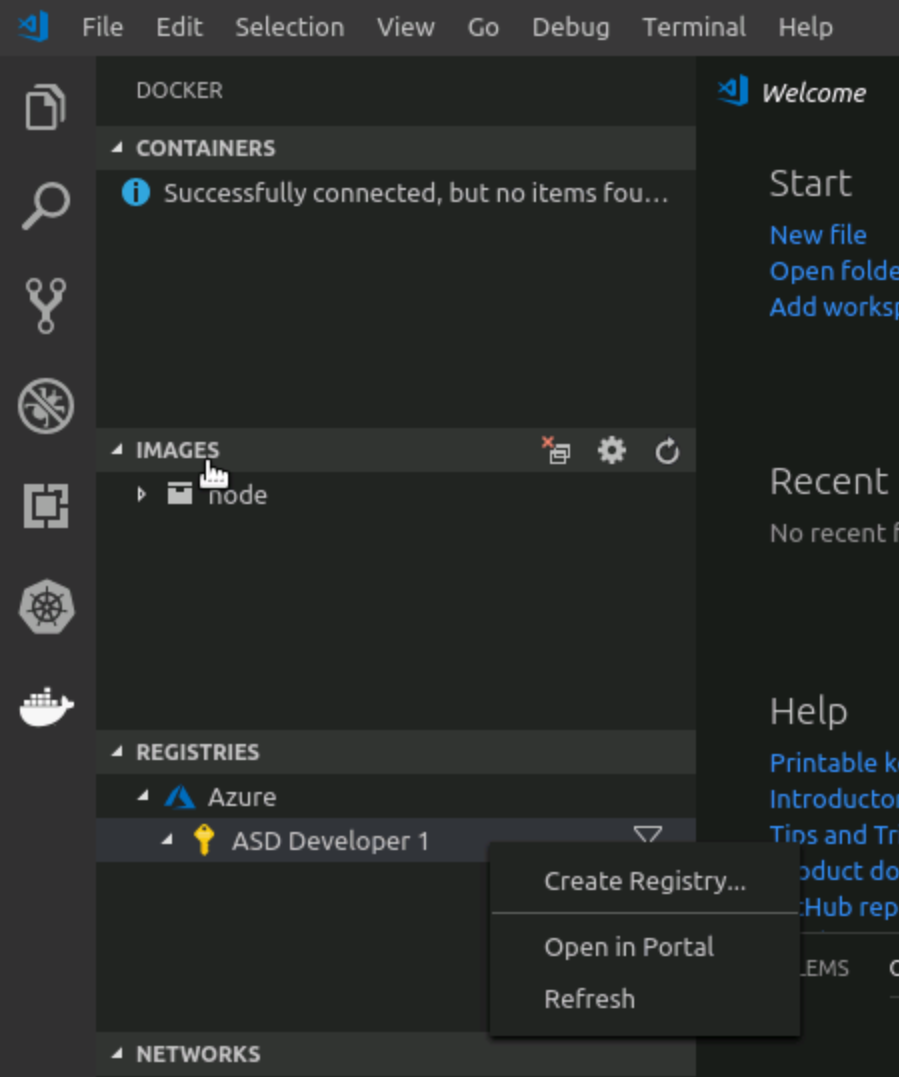 File Edit Selection View Go Debug Terminal Help
DOCKER
CONTAINERS
Successfully connected, but no items fou...
IMAGES
node
REGISTRIES
Azure
ASD Developer 1
Create Registry...
Open in Portal
Refresh
NETWORKS
Welcome
Start
New file
Open folde
Add worksp
Recent
No recent f
Help
Printable k
Introducto
Tips and Tr
oduct do
tHub rep
LEMS